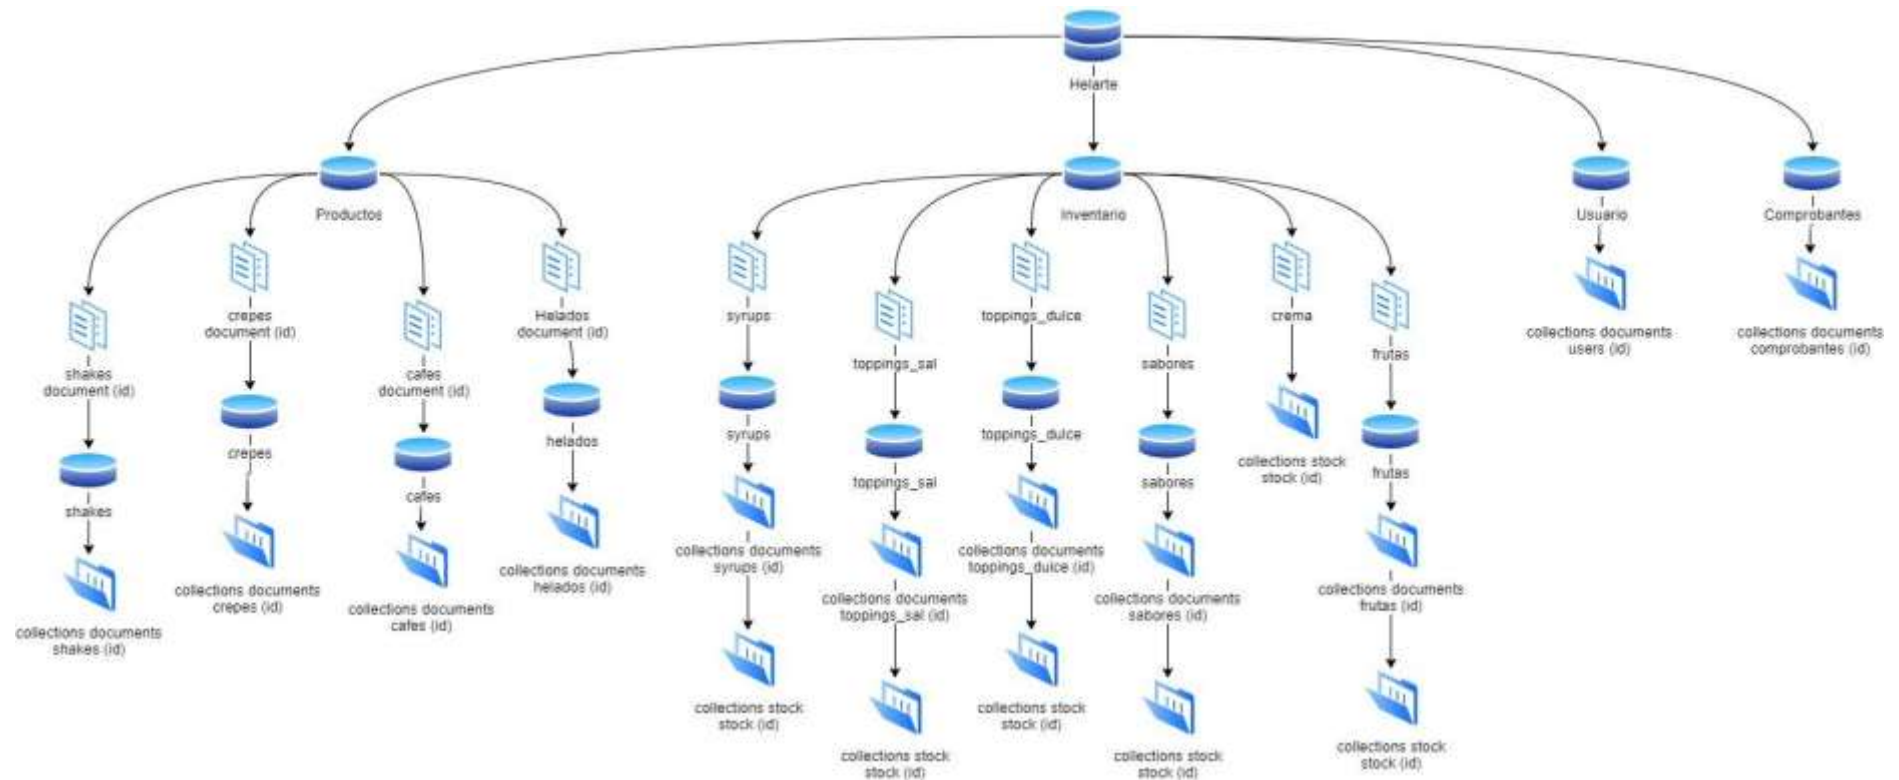 Helarte
Productos
Inventario
Usuario
Comprobantes
shakes
document (id)
shakes
collections documents
shakes (id)
crepes
document (id)
crepes
collections documents
crepes (id)
cafes
document (id)
cafes
collections documents
cafes (id)
Helados
document (id)
helados
collections documents
helados (id)
syrups
syrups
collections documents
syrups (id)
collections stock
stock (id)
toppings_sal
toppings_sal
collections documents
toppings_sal (id)
collections stock
stock (id)
toppings_dulce
toppings_dulce
collections documents
toppings_dulce (id)
collections stock
stock (id)
sabores
sabores
collections documents
sabores (id)
collections stock
stock (id)
crema
collections stock
stock (id)
frutas
frutas
collections documents
frutas (id)
collections stock
stock (id)
collections documents
users (id)
collections documents
comprobantes (id)